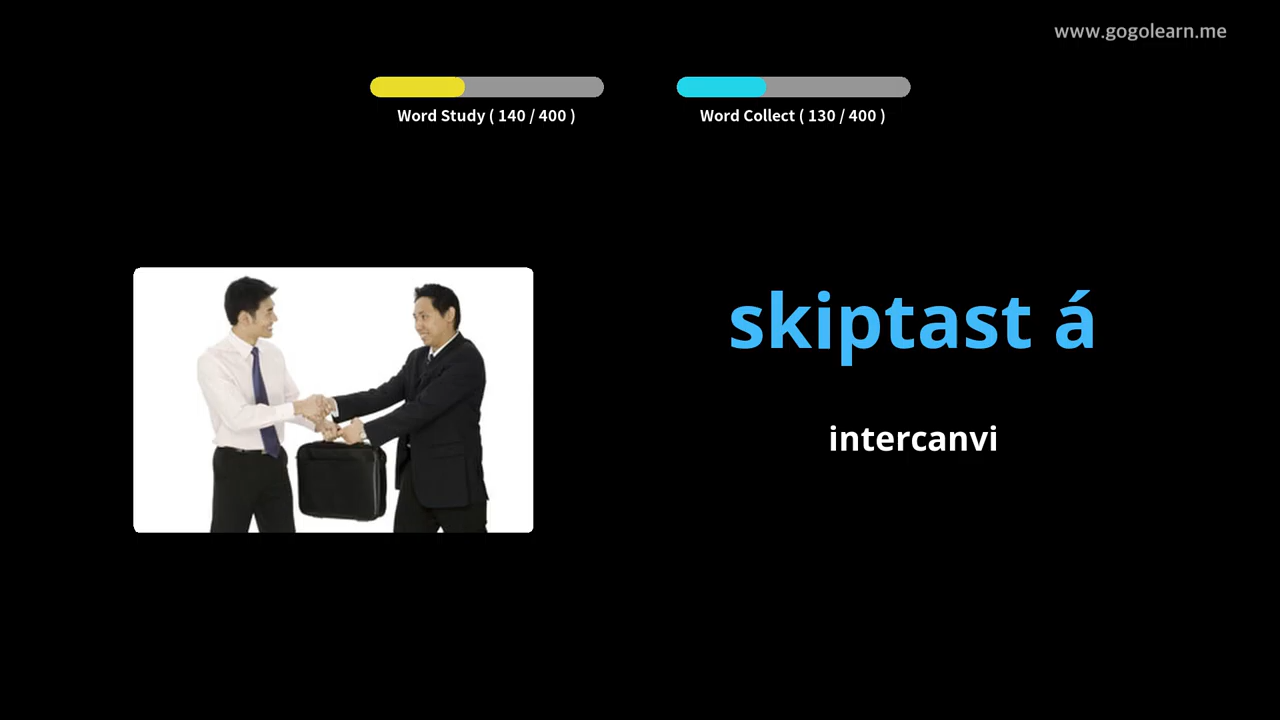 www.gogolearn.me
Word Study ( 140 / 400 )
Word Collect ( 130 / 400 )
skiptast á
intercanvi